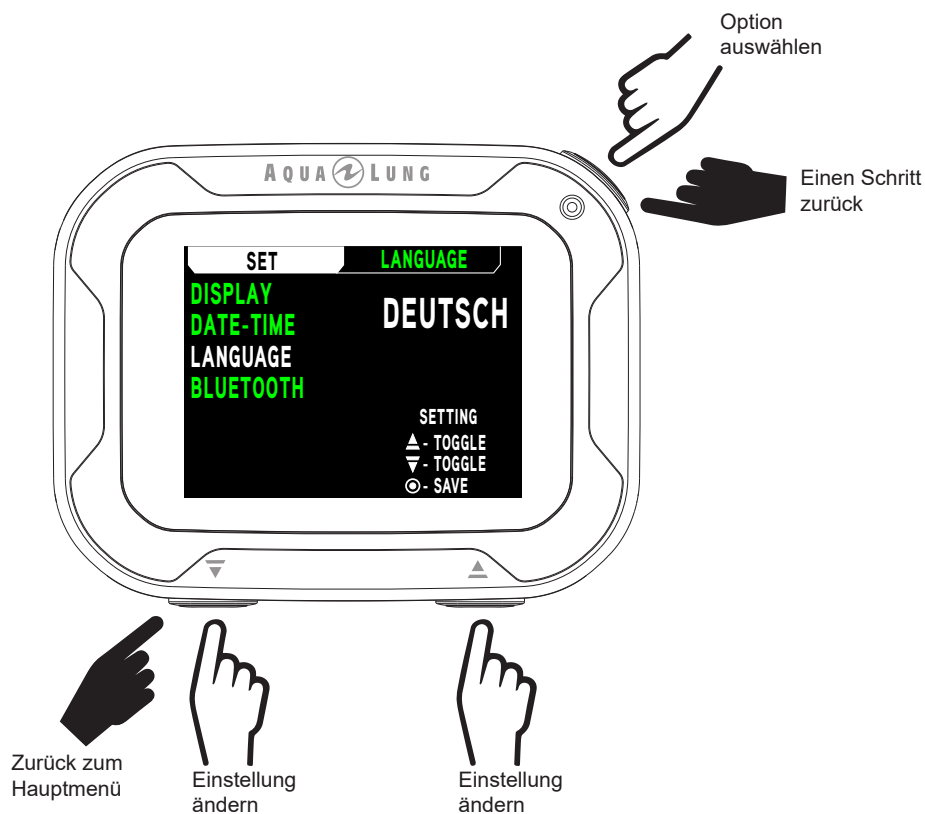 Option
auswählen
Einen Schritt
zurück
AQUA LUNG
SET
LANGUAGE
DISPLAY
DATE-TIME
LANGUAGE
BLUETOOTH
DEUTSCH
SETTING
- TOGGLE
- TOGGLE
- SAVE
Zurück zum
Hauptmenü
Einstellung
ändern
Einstellung
ändern